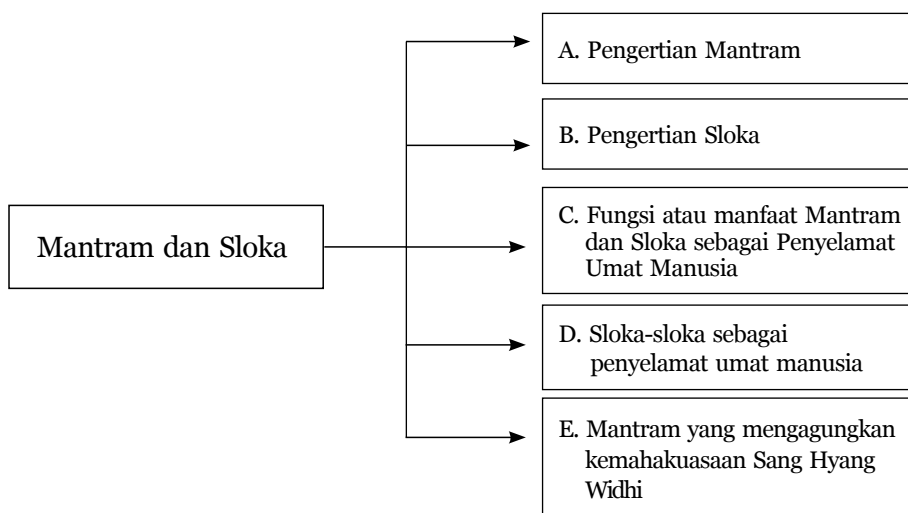 Mantram dan Sloka
A. Pengertian Mantram
B. Pengertian Sloka
C. Fungsi atau manfaat Mantram
dan Sloka sebagai Penyelamat
Umat Manusia
D. Sloka-sloka sebagai
penyelamat umat manusia
E. Mantram yang mengagungkan
kemahakuasaan Sang Hyang
Widhi